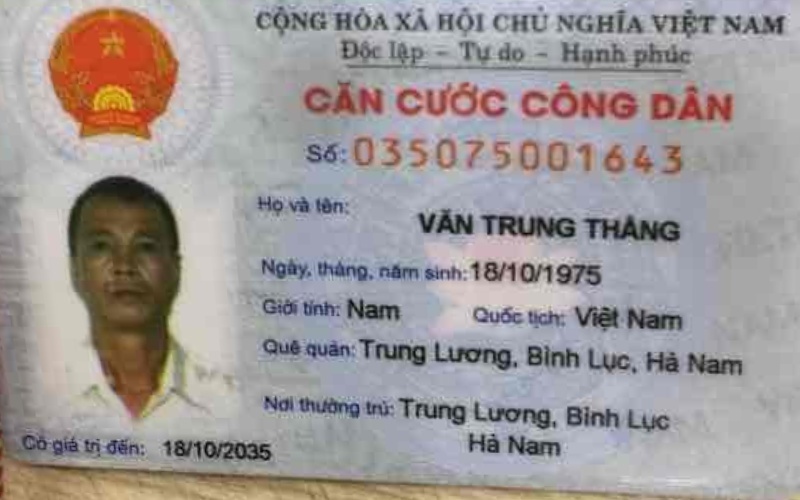 CỘNG HÒA XÃ HỘI CHỦ NGHĨA VIỆT NAM
Độc lập – Tự do – Hạnh phúc
CĂN CƯỚC CÔNG DÂN
Số: 035075001643
Họ và tên:
VĂN TRUNG THẮNG
Ngày, tháng, năm sinh: 18/10/1975
Giới tính: Nam Quốc tịch: Việt Nam
Quê quán: Trung Lương, Bình Lục, Hà Nam
Nơi thường trú: Trung Lương, Bình Lục
Hà Nam
Có giá trị đến: 18/10/2035